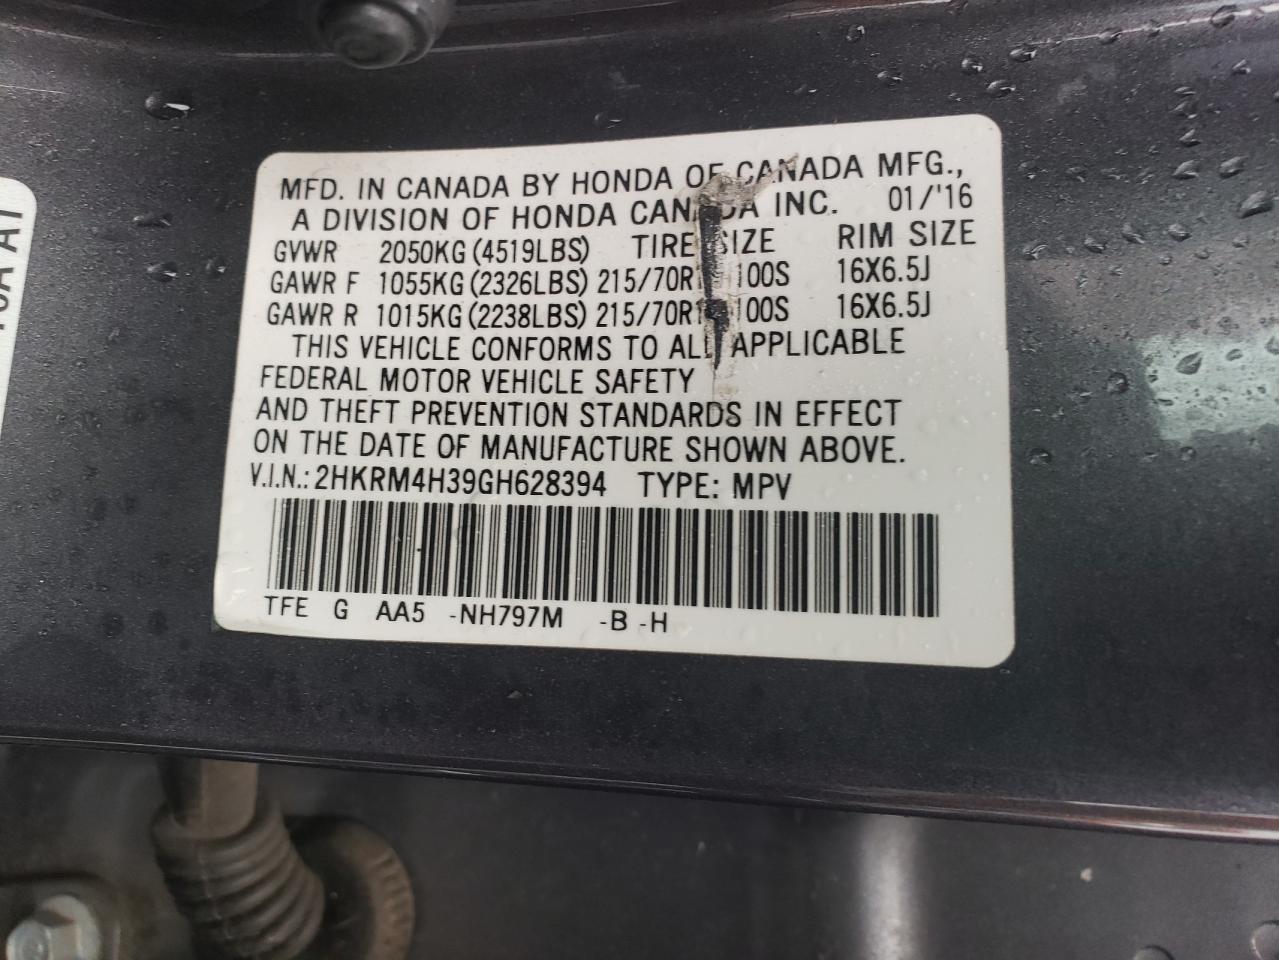 MFD. IN CANADA BY HONDA OF CANADA MFG.,
A DIVISION OF HONDA CANADA INC. 01/'16
GVWR 2050KG (4519LBS) TIRE SIZE RIM SIZE
GAWR F 1055KG (2326LBS) 215/70R 100S 16X6.5J
GAWR R 1015KG (2238LBS) 215/70R 100S 16X6.5J
THIS VEHICLE CONFORMS TO ALL APPLICABLE
FEDERAL MOTOR VEHICLE SAFETY
AND THEFT PREVENTION STANDARDS IN EFFECT
ON THE DATE OF MANUFACTURE SHOWN ABOVE.
V.I.N.: 2HKRM4H39GH628394 TYPE: MPV
TFE G AA5 -NH797M -B -H